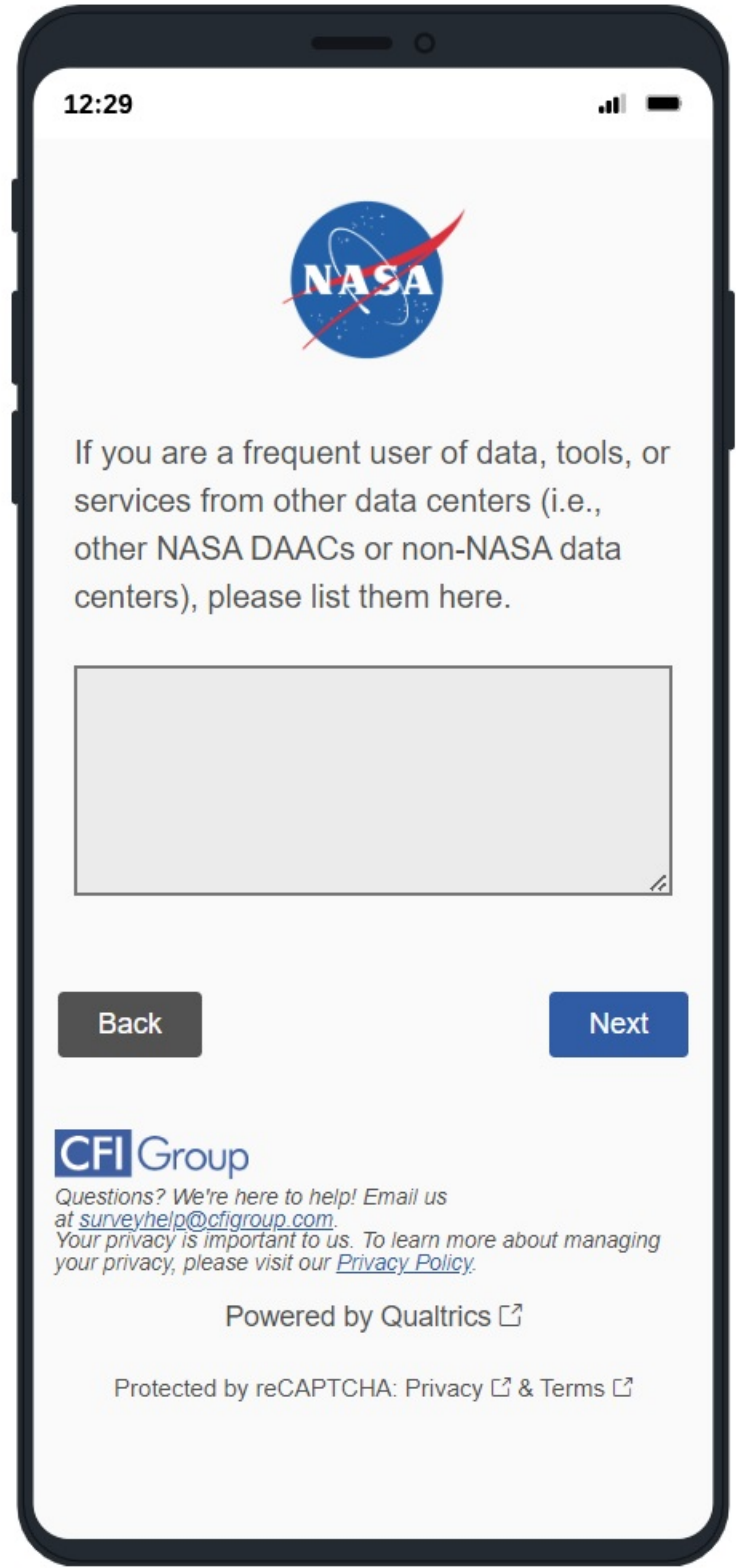 12:29
NASA
If you are a frequent user of data, tools, or
services from other data centers (i.e.,
other NASA DAACs or non-NASA data
centers), please list them here.
Back
Next
CFI Group
Questions? We're here to help! Email us
at surveyhelp@cfigroup.com.
Your privacy is important to us. To learn more about managing
your privacy, please visit our Privacy Policy.
Powered by Qualtrics
Protected by reCAPTCHA: Privacy & Terms